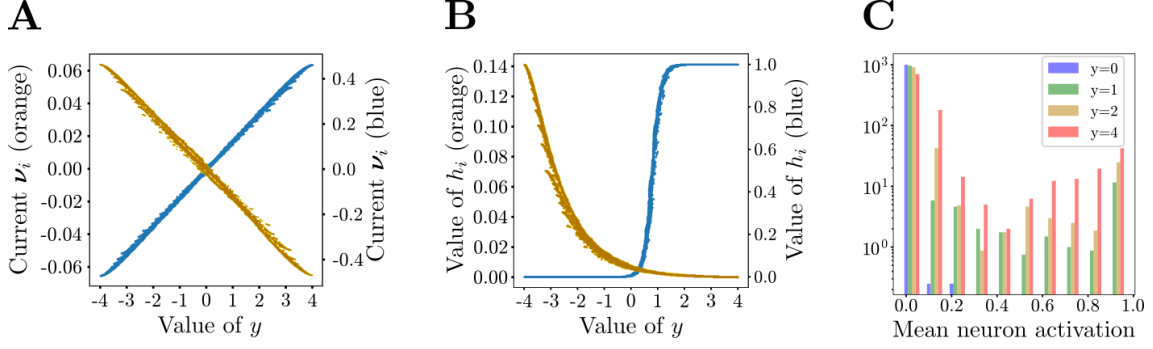 A
Current ν_i (orange)
0.06
0.04
0.02
0.00
-0.02
-0.04
-0.06
0.4
0.2
0.0
-0.2
-0.4
Current ν_i (blue)
-4 -3 -2 -1 0 1 2 3 4
Value of y
B
Value of h_i (orange)
0.14
0.12
0.10
0.08
0.06
0.04
0.02
0.00
1.0
0.8
0.6
0.4
0.2
0.0
Value of h_i (blue)
-4 -3 -2 -1 0 1 2 3 4
Value of y
C
10³
10²
10¹
10⁰
y=0
y=1
y=2
y=4
0.0 0.2 0.4 0.6 0.8 1.0
Mean neuron activation